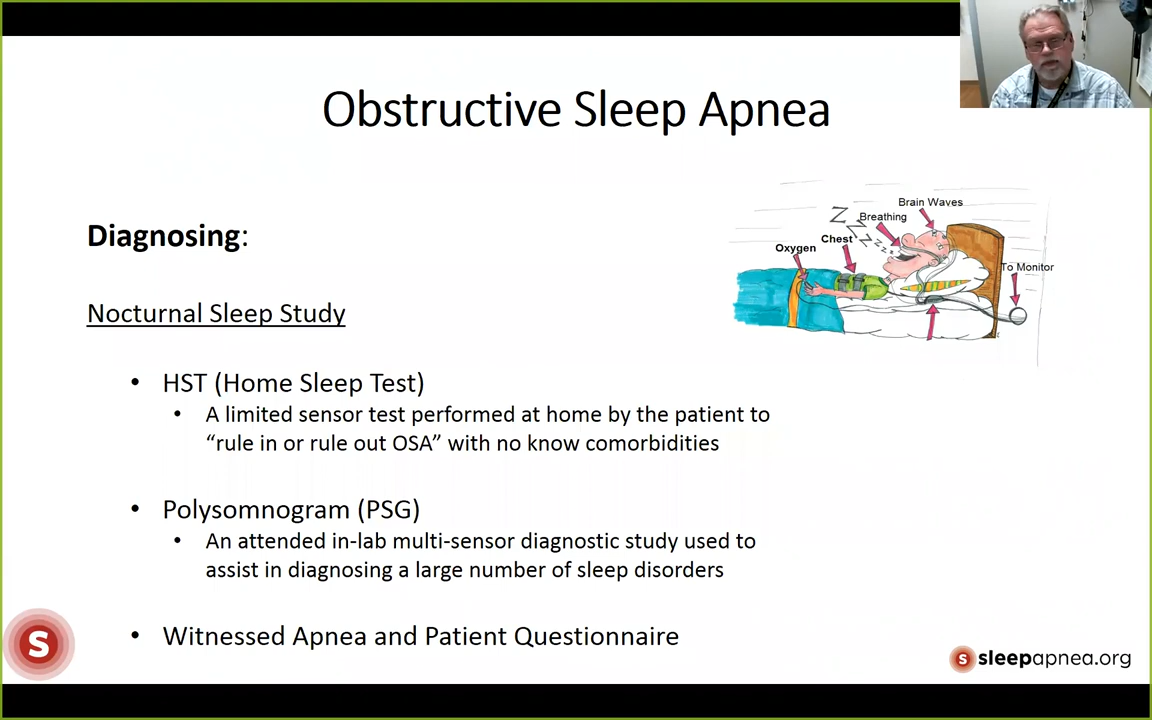 Obstructive Sleep Apnea
Diagnosing:
Nocturnal Sleep Study
• HST (Home Sleep Test)
• A limited sensor test performed at home by the patient to
“rule in or rule out OSA” with no know comorbidities
• Polysomnogram (PSG)
• An attended in-lab multi-sensor diagnostic study used to
assist in diagnosing a large number of sleep disorders
• Witnessed Apnea and Patient Questionnaire
Brain Waves
Z Breathing
Z
Chest Z z z z
Oxygen
To Monitor
S
S sleepapnea.org